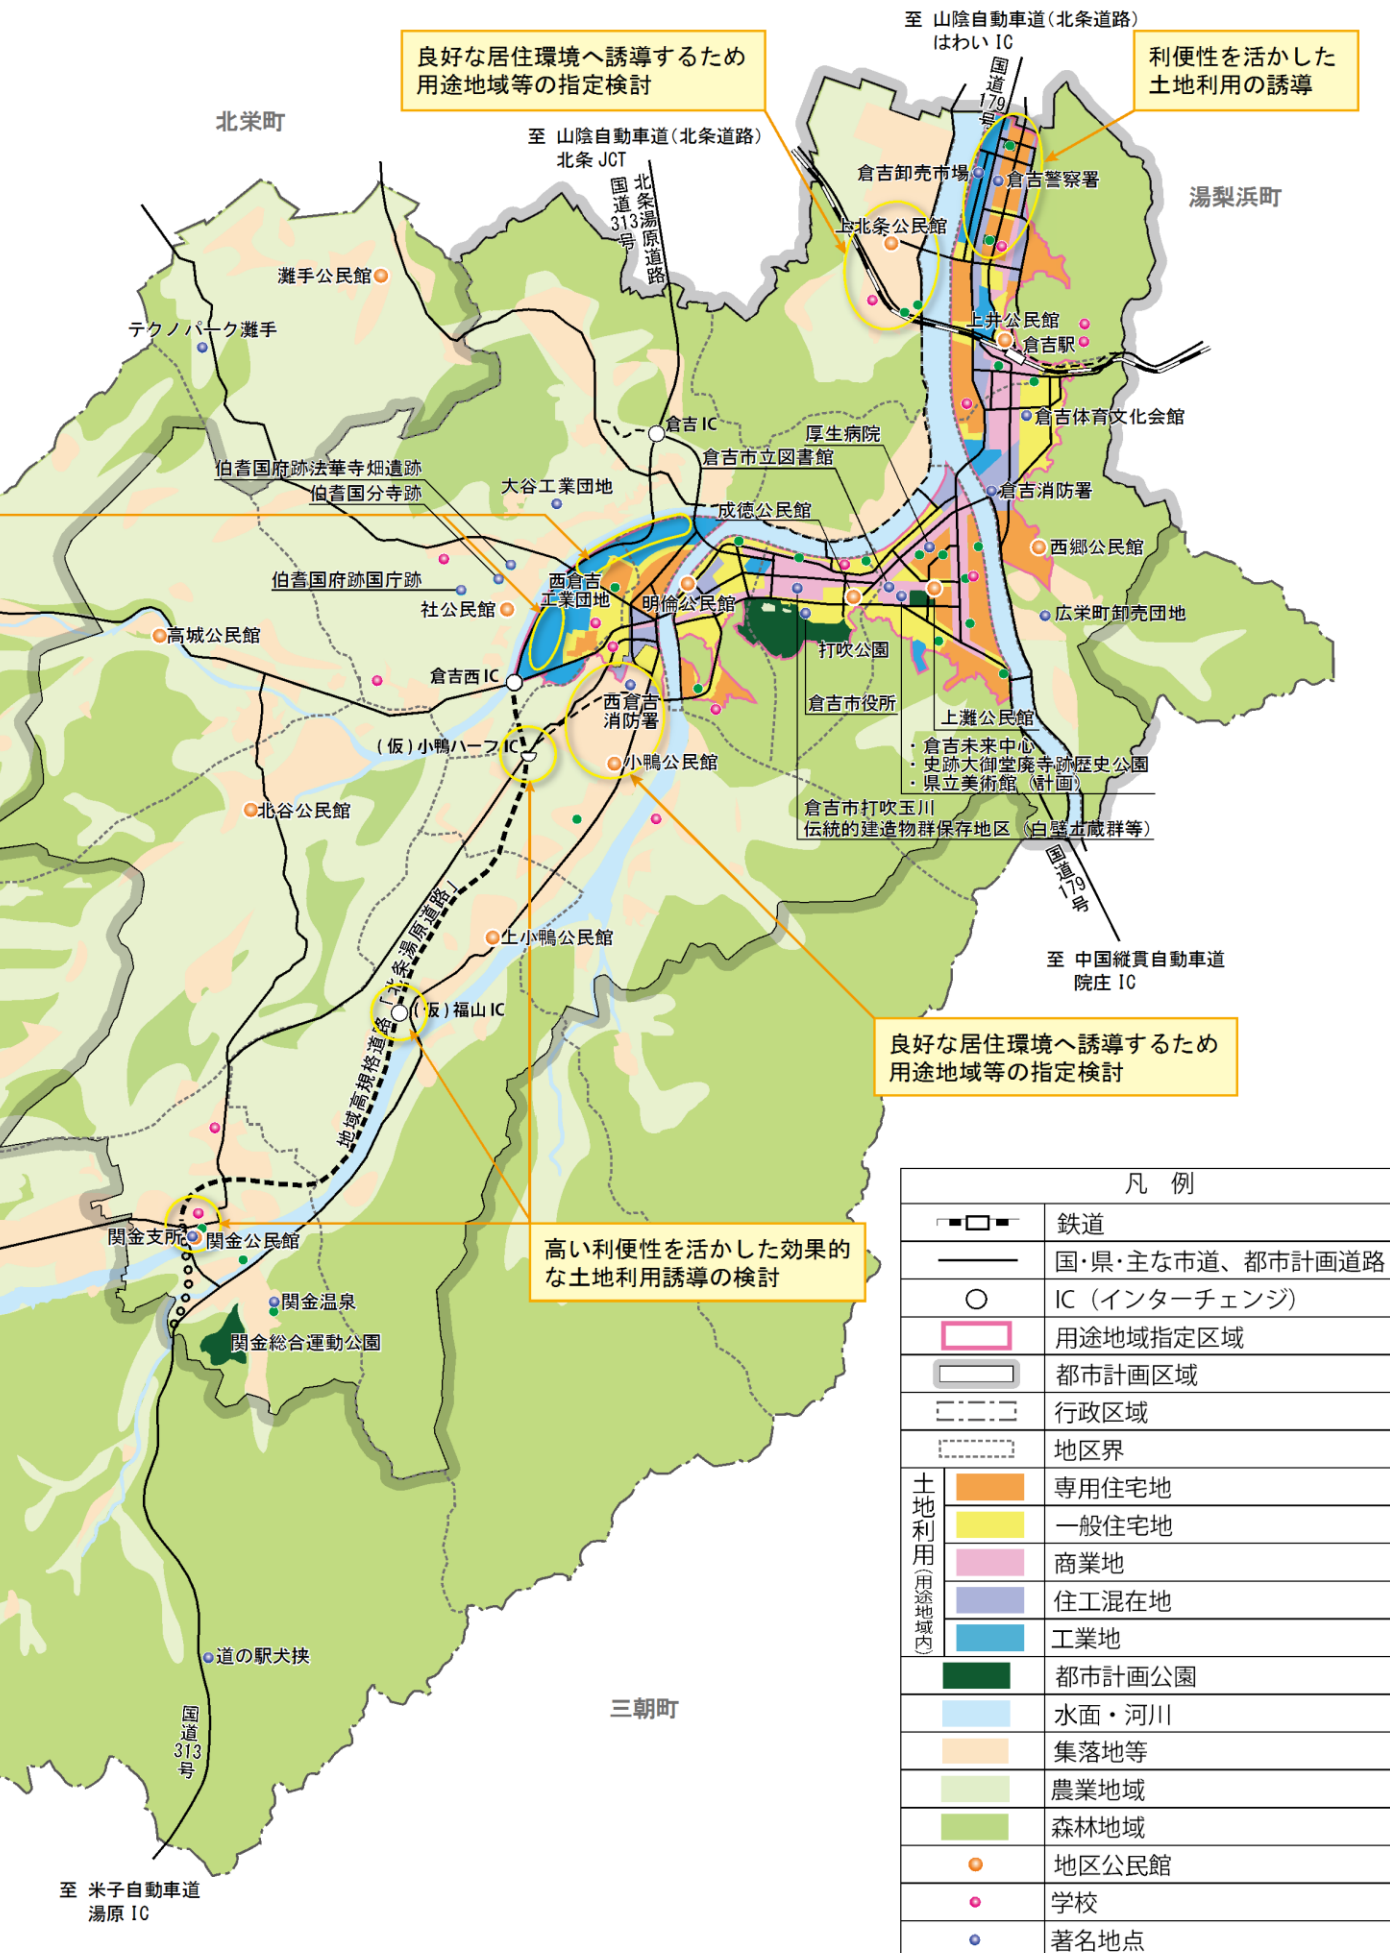 至 山陰自動車道(北条道路)
はわい IC
良好な居住環境へ誘導するため
用途地域等の指定検討
利便性を活かした
土地利用の誘導
国道179号
北栄町
至 山陰自動車道(北条道路)
北条 JCT
国道313号
北条湯原道路
倉吉卸売市場
倉吉警察署
湯梨浜町
上北条公民館
灘手公民館
テクノパーク灘手
上井公民館
倉吉駅
倉吉 IC
倉吉体育文化会館
厚生病院
倉吉市立図書館
伯耆国府跡法華寺畑遺跡
伯耆国分寺跡
大谷工業団地
倉吉消防署
成徳公民館
西郷公民館
伯耆国府跡国庁跡
西倉吉
工業団地
明倫公民館
社公民館
広栄町卸売団地
高城公民館
打吹公園
倉吉西 IC
西倉吉
消防署
倉吉市役所
上灘公民館
(仮)小鴨ハーフ IC
小鴨公民館
・倉吉未来中心
・史跡大御堂廃寺跡歴史公園
・県立美術館（計画）
北谷公民館
倉吉市打吹玉川
伝統的建造物群保存地区（白壁土蔵群等）
国道179号
地域高規格道路「北条湯原道路」
上小鴨公民館
至 中国縦貫自動車道
院庄 IC
(仮)福山 IC
良好な居住環境へ誘導するため
用途地域等の指定検討
関金支所
関金公民館
高い利便性を活かした効果的
な土地利用誘導の検討
関金温泉
関金総合運動公園
道の駅犬挟
三朝町
国道313号
至 米子自動車道
湯原 IC
凡 例
鉄道
国・県・主な市道、都市計画道路
IC（インターチェンジ）
用途地域指定区域
都市計画区域
行政区域
地区界
土地利用（用途地域内）
専用住宅地
一般住宅地
商業地
住工混在地
工業地
都市計画公園
水面・河川
集落地等
農業地域
森林地域
地区公民館
学校
著名地点